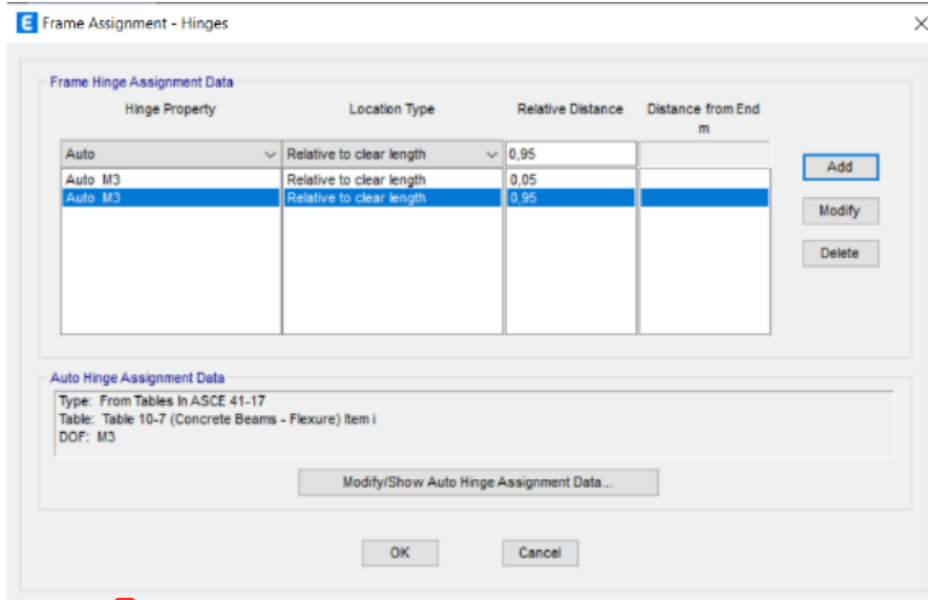 E Frame Assignment - Hinges
Frame Hinge Assignment Data
Hinge Property Location Type Relative Distance Distance from End
m
Auto Relative to clear length 0,95
Add
Auto M3 Relative to clear length 0,05
Auto M3 Relative to clear length 0,95
Modify
Delete
Auto Hinge Assignment Data
Type: From Tables In ASCE 41-17
Table: Table 10-7 (Concrete Beams - Flexure) Item i
DOF: M3
Modify/Show Auto Hinge Assignment Data...
OK Cancel